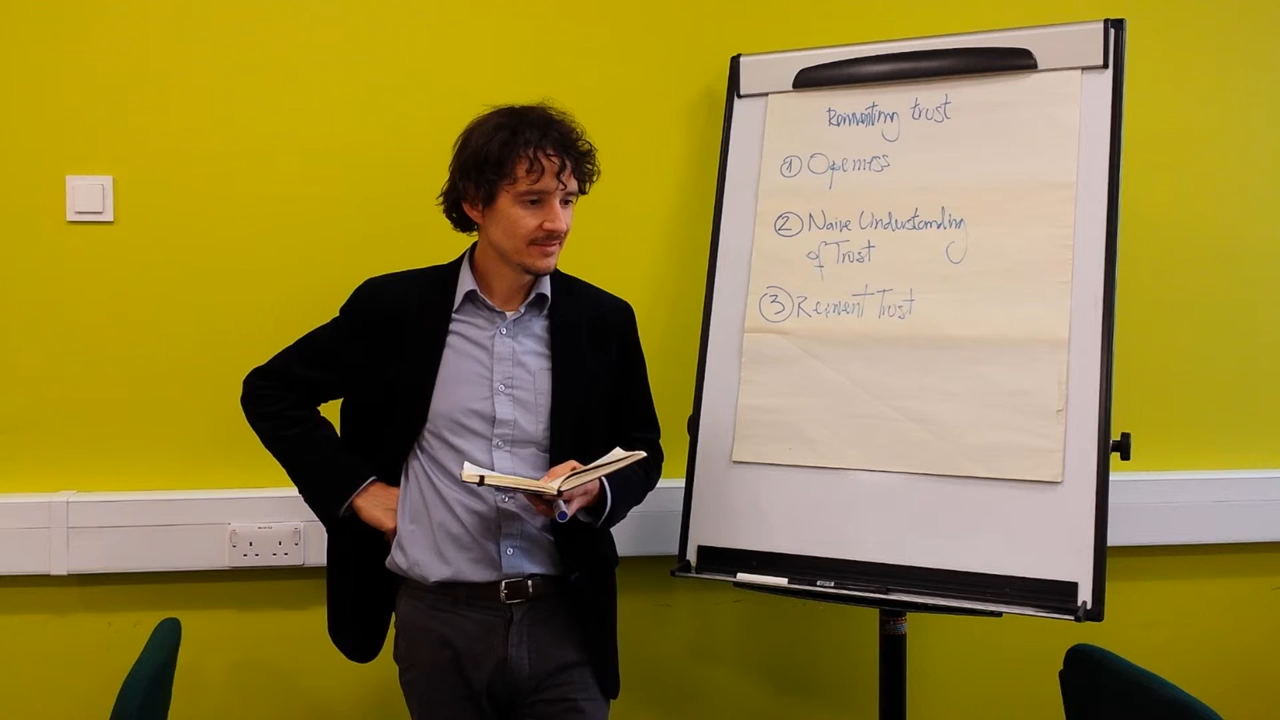 Reinventing trust
① Openness
② Naive Understanding
of Trust
③ Reinvent Trust